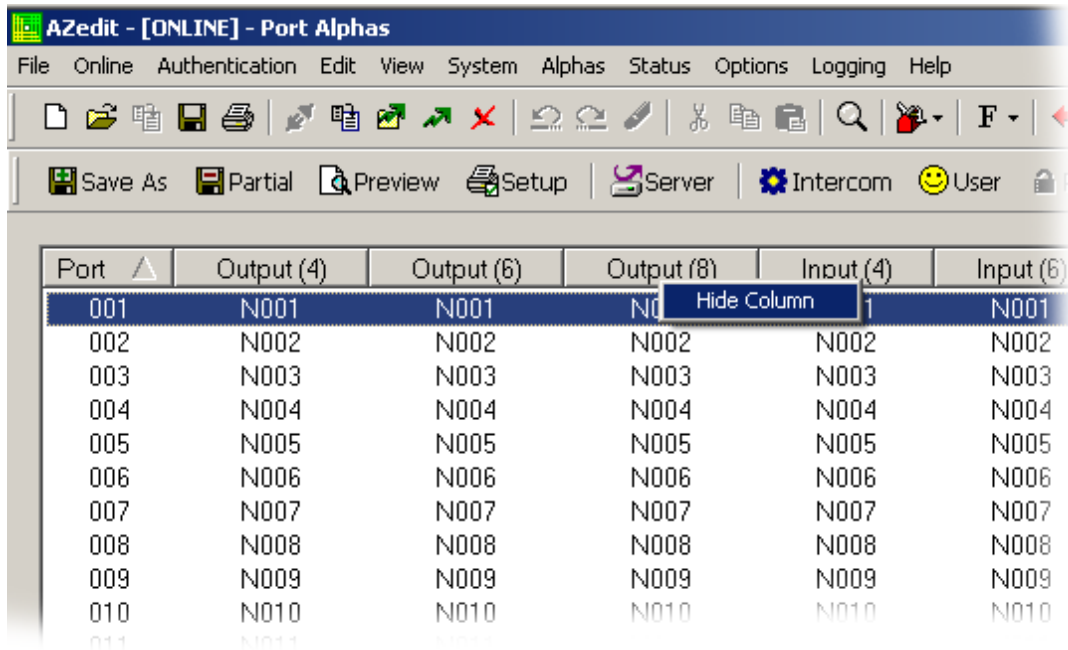 AZedit - [ONLINE] - Port Alphas
File Online Authentication Edit View System Alphas Status Options Logging Help
F
Save As Partial Preview Setup Server Intercom User
Port Output (4) Output (6) Output (8) Input (4) Input (6)
Hide Column
001 N001 N001 N001
002 N002 N002 N002 N002 N002
003 N003 N003 N003 N003 N003
004 N004 N004 N004 N004 N004
005 N005 N005 N005 N005 N005
006 N006 N006 N006 N006 N006
007 N007 N007 N007 N007 N007
008 N008 N008 N008 N008 N008
009 N009 N009 N009 N009 N009
010 N010 N010 N010 N010 N010
011 N011 N011